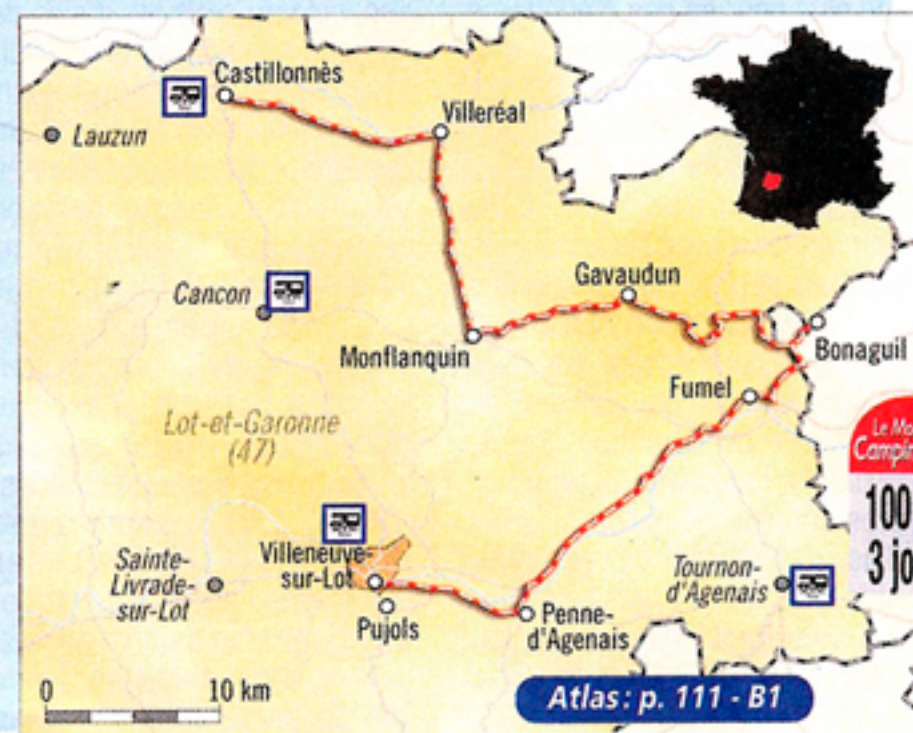 Castillonnès
Villeréal
Lauzun
Cancon
Gavaudun
Monflanquin
Bonaguil
Fumel
Lot-et-Garonne
(47)
Campin
100
3 jo
Sainte-
Livrade-
sur-Lot
Villeneuve-
sur-Lot
Pujols
Penne-
d'Agenais
Tournon-
d'Agenais
0 10 km
Atlas: p. 111 - B1